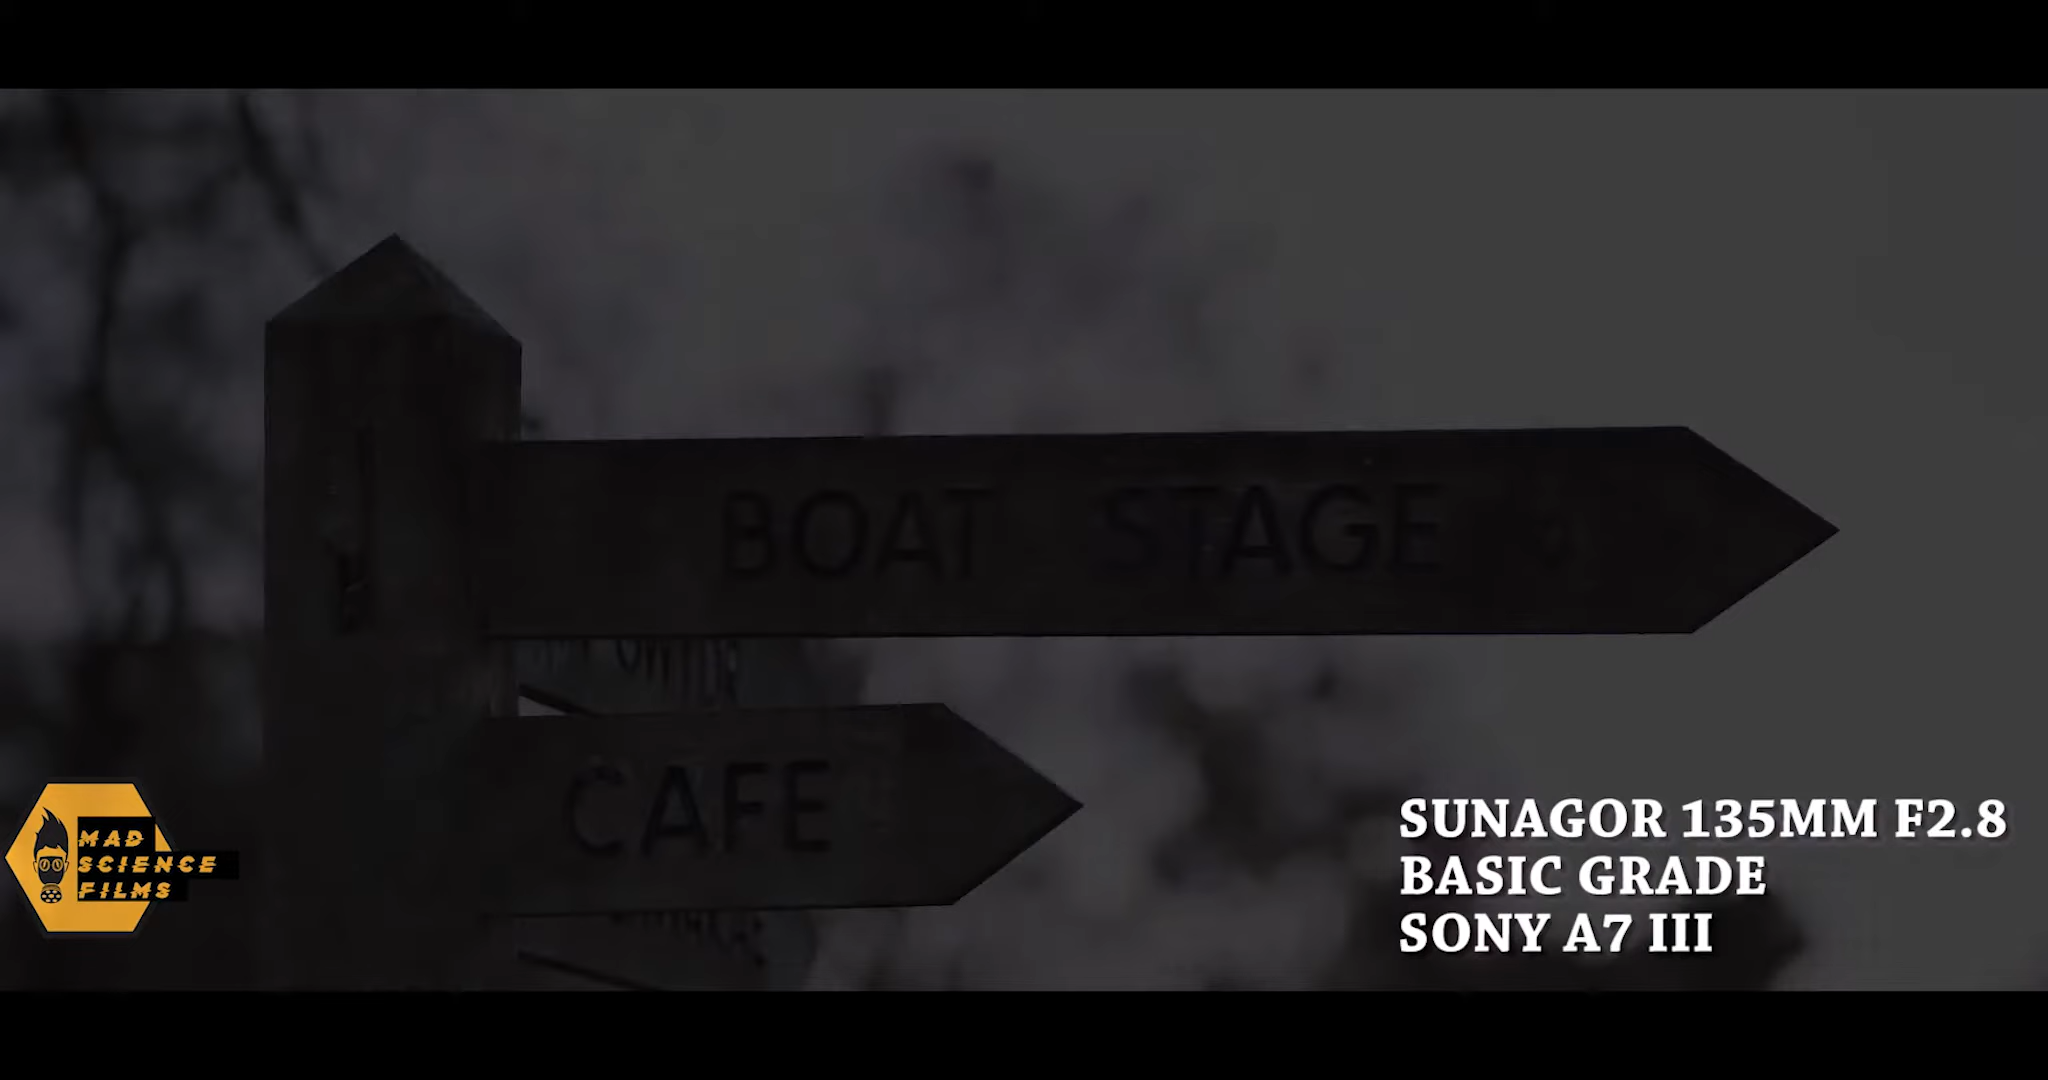 BOAT STAGE
CAFE
MAD
SCIENCE
FILMS
SUNAGOR 135MM F2.8
BASIC GRADE
SONY A7 III